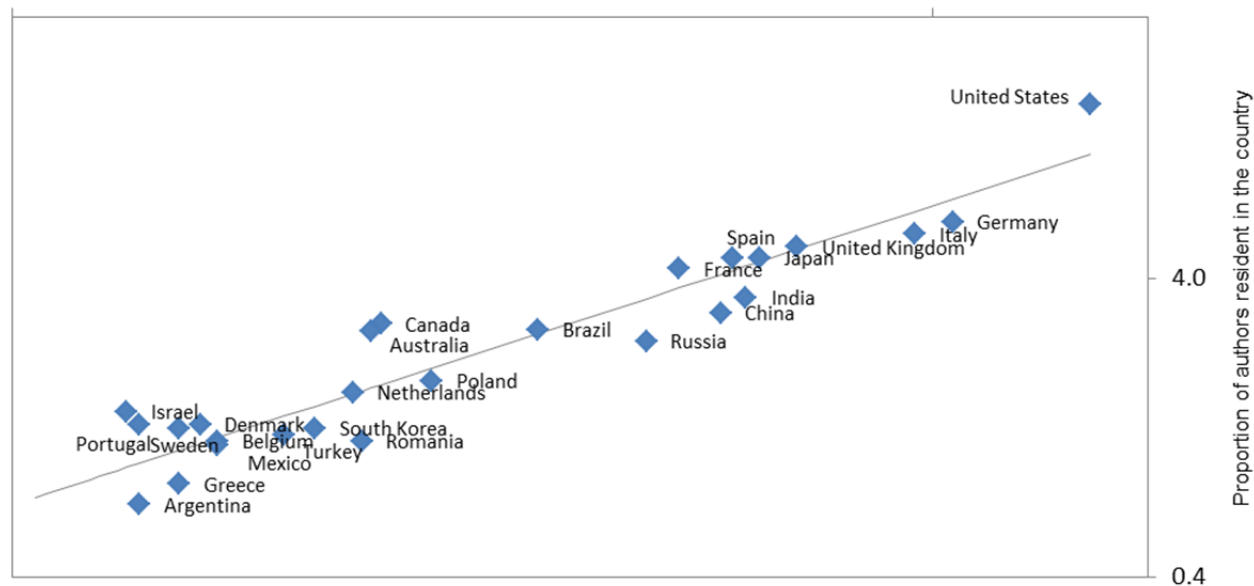 United States
Germany
Spain
Italy
United Kingdom
Japan
France
4.0
India
China
Canada
Brazil
Russia
Australia
Poland
Netherlands
Israel
Denmark
South Korea
Portugal
Sweden
Belgium
Romania
Turkey
Mexico
Greece
Argentina
0.4
Proportion of authors resident in the country